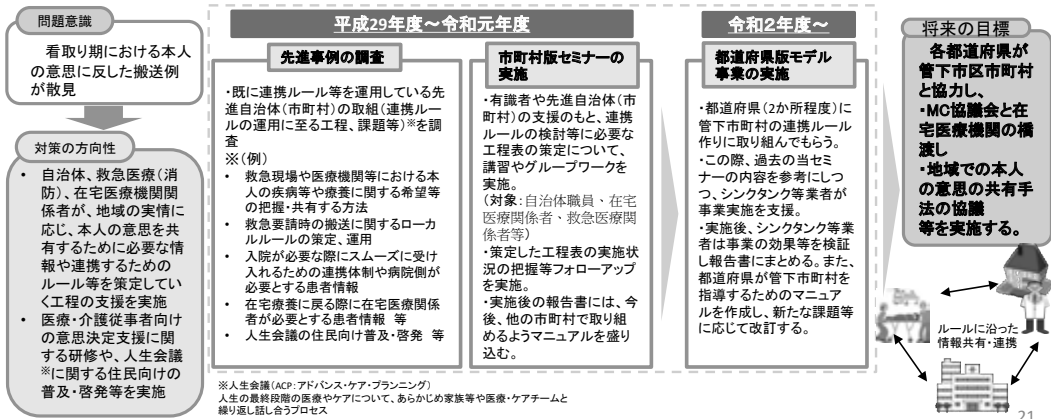 問題意識
看取り期における本人
の意思に反した搬送例
が散見
対策の方向性
• 自治体、救急医療(消
防)、在宅医療機関関
係者が、地域の実情に
応じ、本人の意思を共
有するために必要な情
報や連携するための
ルール等を策定してい
く工程の支援を実施
• 医療・介護従事者向け
の意思決定支援に関
する研修や、人生会議
※に関する住民向けの
普及・啓発等を実施
平成29年度～令和元年度
先進事例の調査
・既に連携ルール等を運用している先
進自治体(市町村)の取組(連携ルー
ルの運用に至る工程、課題等)※を調
査
※(例)
• 救急現場や医療機関等における本
人の疾病等や療養に関する希望等
の把握・共有する方法
• 救急要請時の搬送に関するローカ
ルルールの策定、運用
• 入院が必要な際にスムーズに受け
入れるための連携体制や病院側が
必要とする患者情報
• 在宅療養に戻る際に在宅医療関係
者が必要とする患者情報 等
• 人生会議の住民向け普及・啓発 等
市町村版セミナーの
実施
・有識者や先進自治体(市
町村)の支援のもと、連携
ルールの検討等に必要な
工程表の策定について、
講習やグループワークを
実施。
(対象:自治体職員、在宅
医療関係者、救急医療関
係者等)
・策定した工程表の実施状
況の把握等フォローアップ
を実施。
・実施後の報告書には、今
後、他の市町村で取り組
めるようマニュアルを盛り
込む。
令和2年度～
都道府県版モデル
事業の実施
・都道府県(2か所程度)に
管下市町村の連携ルール
作りに取り組んでもらう。
・この際、過去の当セミ
ナーの内容を参考にしつ
つ、シンクタンク等業者が
事業実施を支援。
・実施後、シンクタンク等業
者は事業の効果等を検証
し報告書にまとめる。また、
都道府県が管下市町村を
指導するためのマニュア
ルを作成し、新たな課題等
に応じて改訂する。
将来の目標
各都道府県が
管下市区市町村
と協力し、
・MC協議会と在
宅医療機関の橋
渡し
・地域での本人
の意思の共有手
法の協議
等を実施する。
ルールに沿った
情報共有・連携
※人生会議(ACP:アドバンス・ケア・プランニング)
人生の最終段階の医療やケアについて、あらかじめ家族等や医療・ケアチームと
繰り返し話し合うプロセス
21